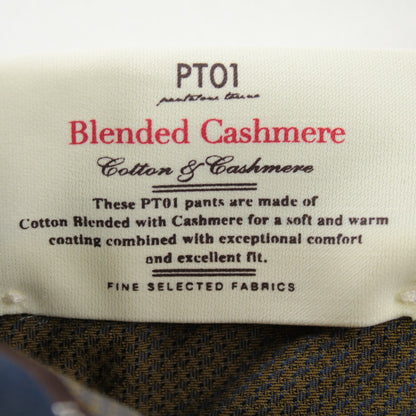 PT01
pantaloni torino
Blended Cashmere
Cotton & Cashmere
These PT01 pants are made of
Cotton Blended with Cashmere for a soft and warm
coating combined with exceptional comfort
and excellent fit.
FINE SELECTED FABRICS